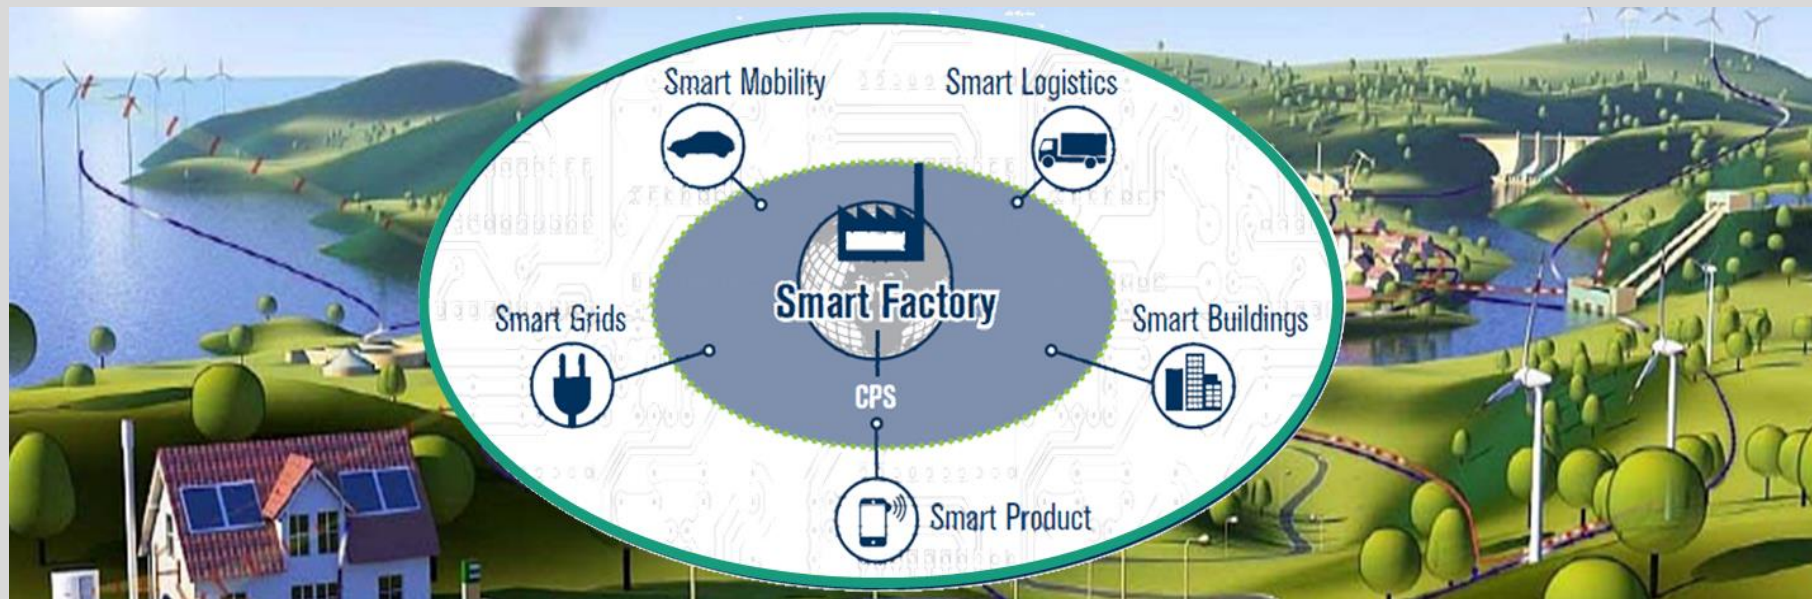 Smart Mobility
Smart Logistics
Smart Factory
Smart Grids
Smart Buildings
CPS
Smart Product